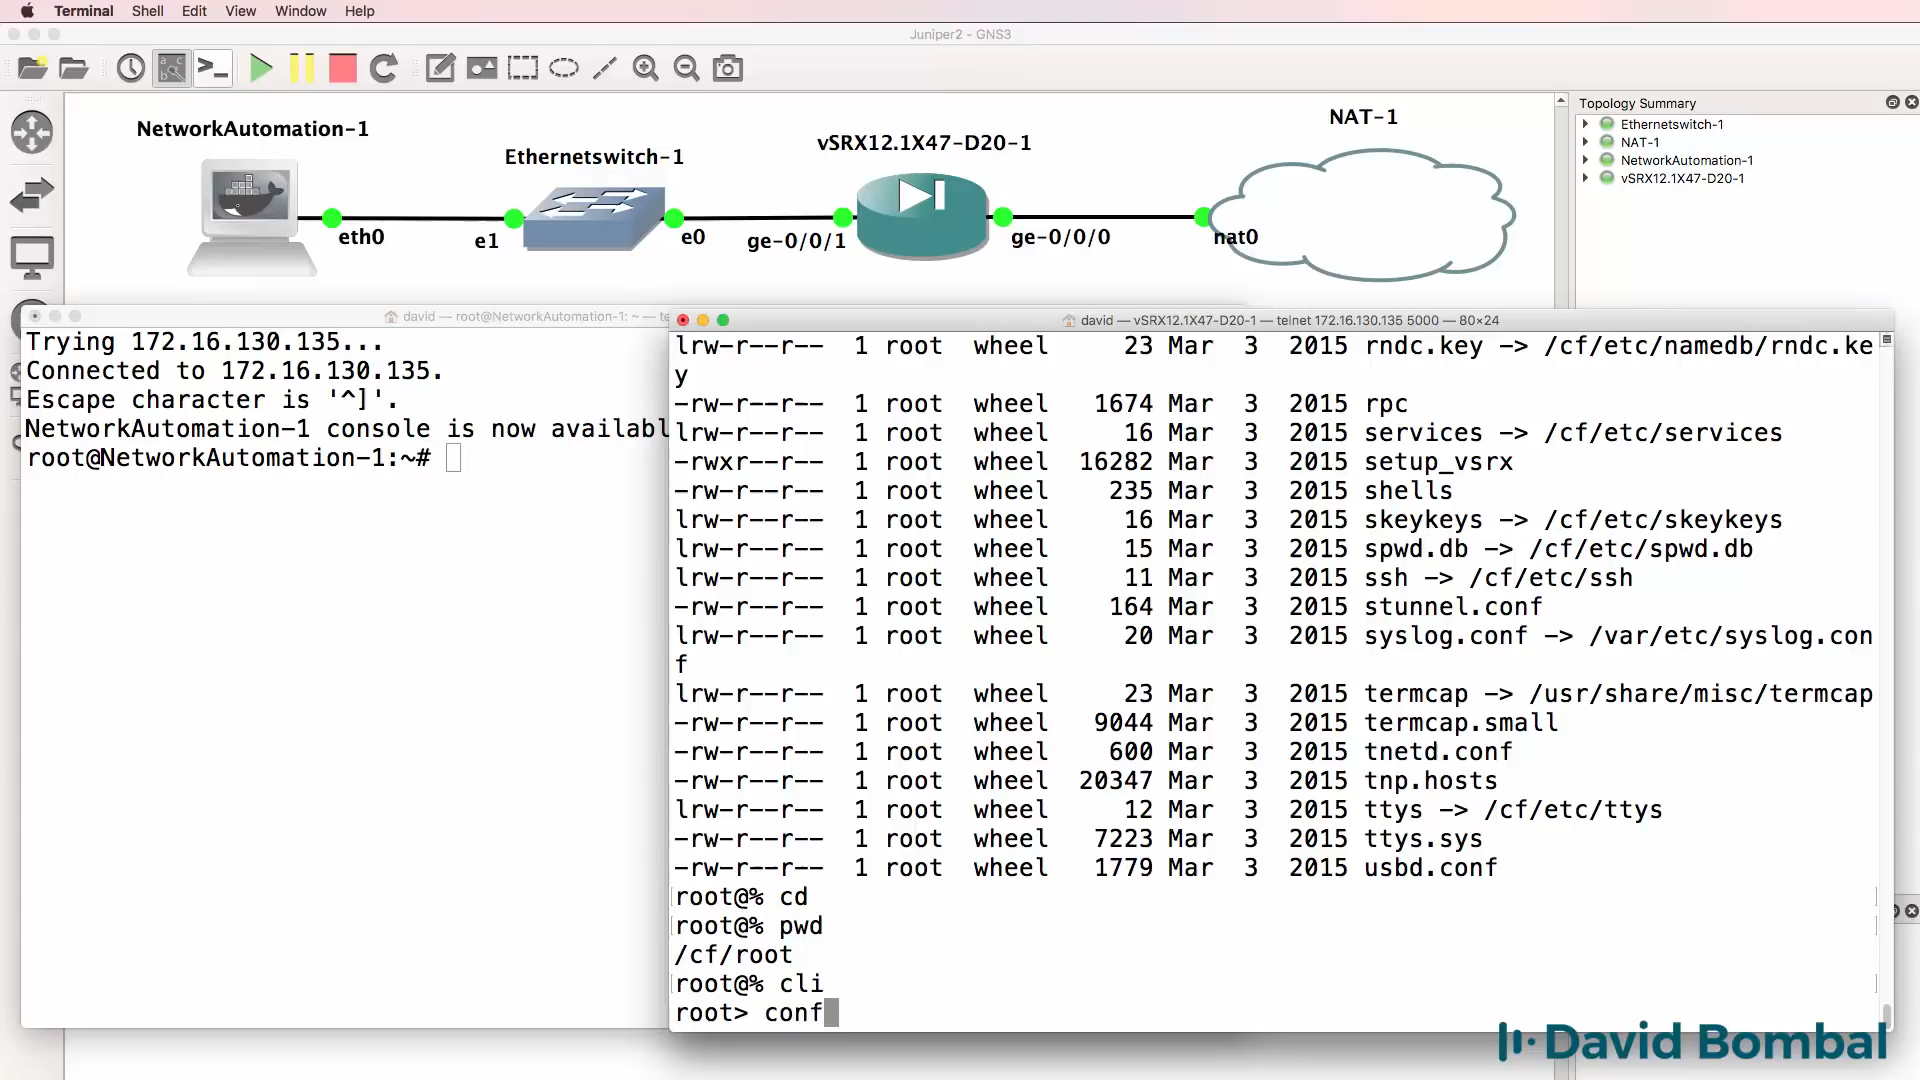 Terminal Shell Edit View Window Help
Juniper2 - GNS3
NetworkAutomation-1
Ethernetswitch-1
vSRX12.1X47-D20-1
NAT-1
eth0
e1
e0
ge-0/0/1
ge-0/0/0
nat0
Topology Summary
Ethernetswitch-1
NAT-1
NetworkAutomation-1
vSRX12.1X47-D20-1
david — root@NetworkAutomation-1: ~ — te
Trying 172.16.130.135...
Connected to 172.16.130.135.
Escape character is '^]'.
NetworkAutomation-1 console is now availabl
root@NetworkAutomation-1:~#
david — vSRX12.1X47-D20-1 — telnet 172.16.130.135 5000 — 80×24
lrw-r--r-- 1 root wheel 23 Mar 3 2015 rndc.key -> /cf/etc/namedb/rndc.ke
y
-rw-r--r-- 1 root wheel 1674 Mar 3 2015 rpc
lrw-r--r-- 1 root wheel 16 Mar 3 2015 services -> /cf/etc/services
-rwxr--r-- 1 root wheel 16282 Mar 3 2015 setup_vsrx
-rw-r--r-- 1 root wheel 235 Mar 3 2015 shells
lrw-r--r-- 1 root wheel 16 Mar 3 2015 skeykeys -> /cf/etc/skeykeys
lrw-r--r-- 1 root wheel 15 Mar 3 2015 spwd.db -> /cf/etc/spwd.db
lrw-r--r-- 1 root wheel 11 Mar 3 2015 ssh -> /cf/etc/ssh
-rw-r--r-- 1 root wheel 164 Mar 3 2015 stunnel.conf
lrw-r--r-- 1 root wheel 20 Mar 3 2015 syslog.conf -> /var/etc/syslog.con
f
lrw-r--r-- 1 root wheel 23 Mar 3 2015 termcap -> /usr/share/misc/termcap
-rw-r--r-- 1 root wheel 9044 Mar 3 2015 termcap.small
-rw-r--r-- 1 root wheel 600 Mar 3 2015 tnetd.conf
-rw-r--r-- 1 root wheel 20347 Mar 3 2015 tnp.hosts
lrw-r--r-- 1 root wheel 12 Mar 3 2015 ttys -> /cf/etc/ttys
-rw-r--r-- 1 root wheel 7223 Mar 3 2015 ttys.sys
-rw-r--r-- 1 root wheel 1779 Mar 3 2015 usbd.conf
root@% cd
root@% pwd
/cf/root
root@% cli
root> conf
David Bombal